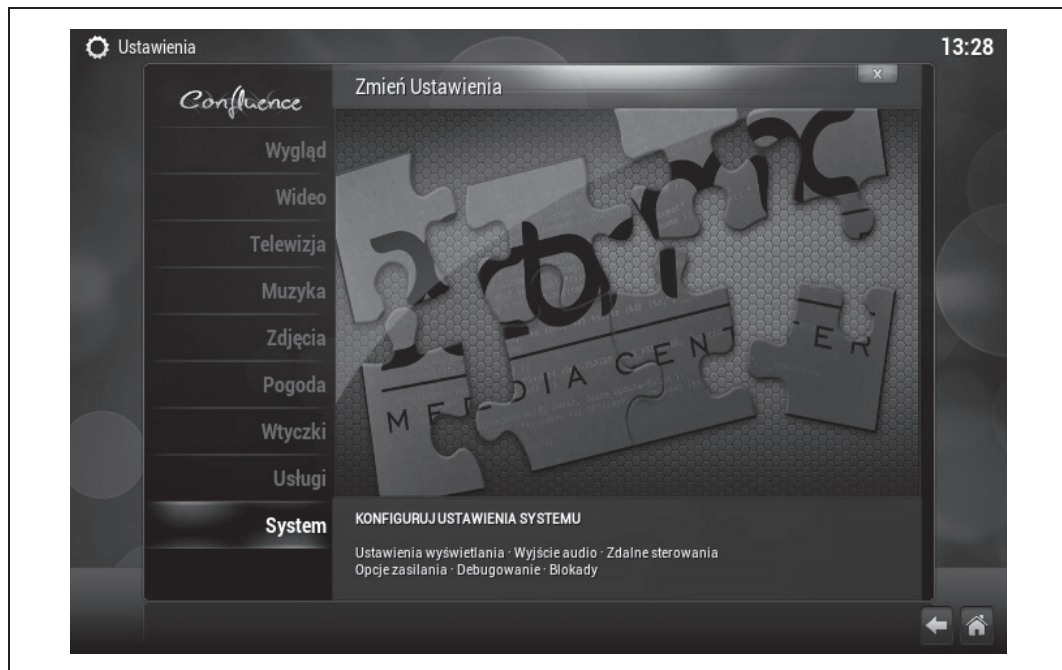 Ustawienia
13:28
Confluence
Zmień Ustawienia
X
Wygląd
Wideo
Telewizja
Muzyka
Zdjęcia
Pogoda
Wtyczki
Usługi
System
MEDIA CENTER
KONFIGURUJ USTAWIENIA SYSTEMU
Ustawienia wyświetlania · Wyjście audio · Zdalne sterowania
Opcje zasilania · Debugowanie · Blokady